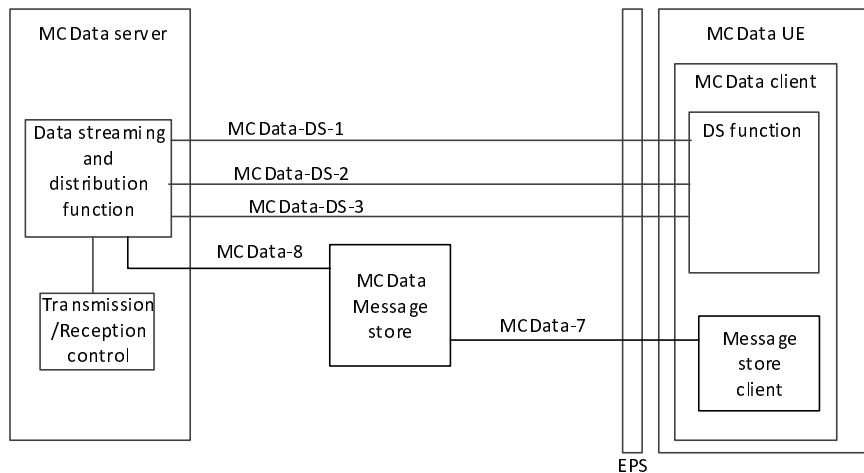 MCData server
MCData UE
MCData client
Data streaming
and
distribution
function
MCData-DS-1
MCData-DS-2
MCData-DS-3
DS function
MCData-8
MCData
Message
store
MCData-7
Transmission
/Reception
control
Message
store
client
EPS